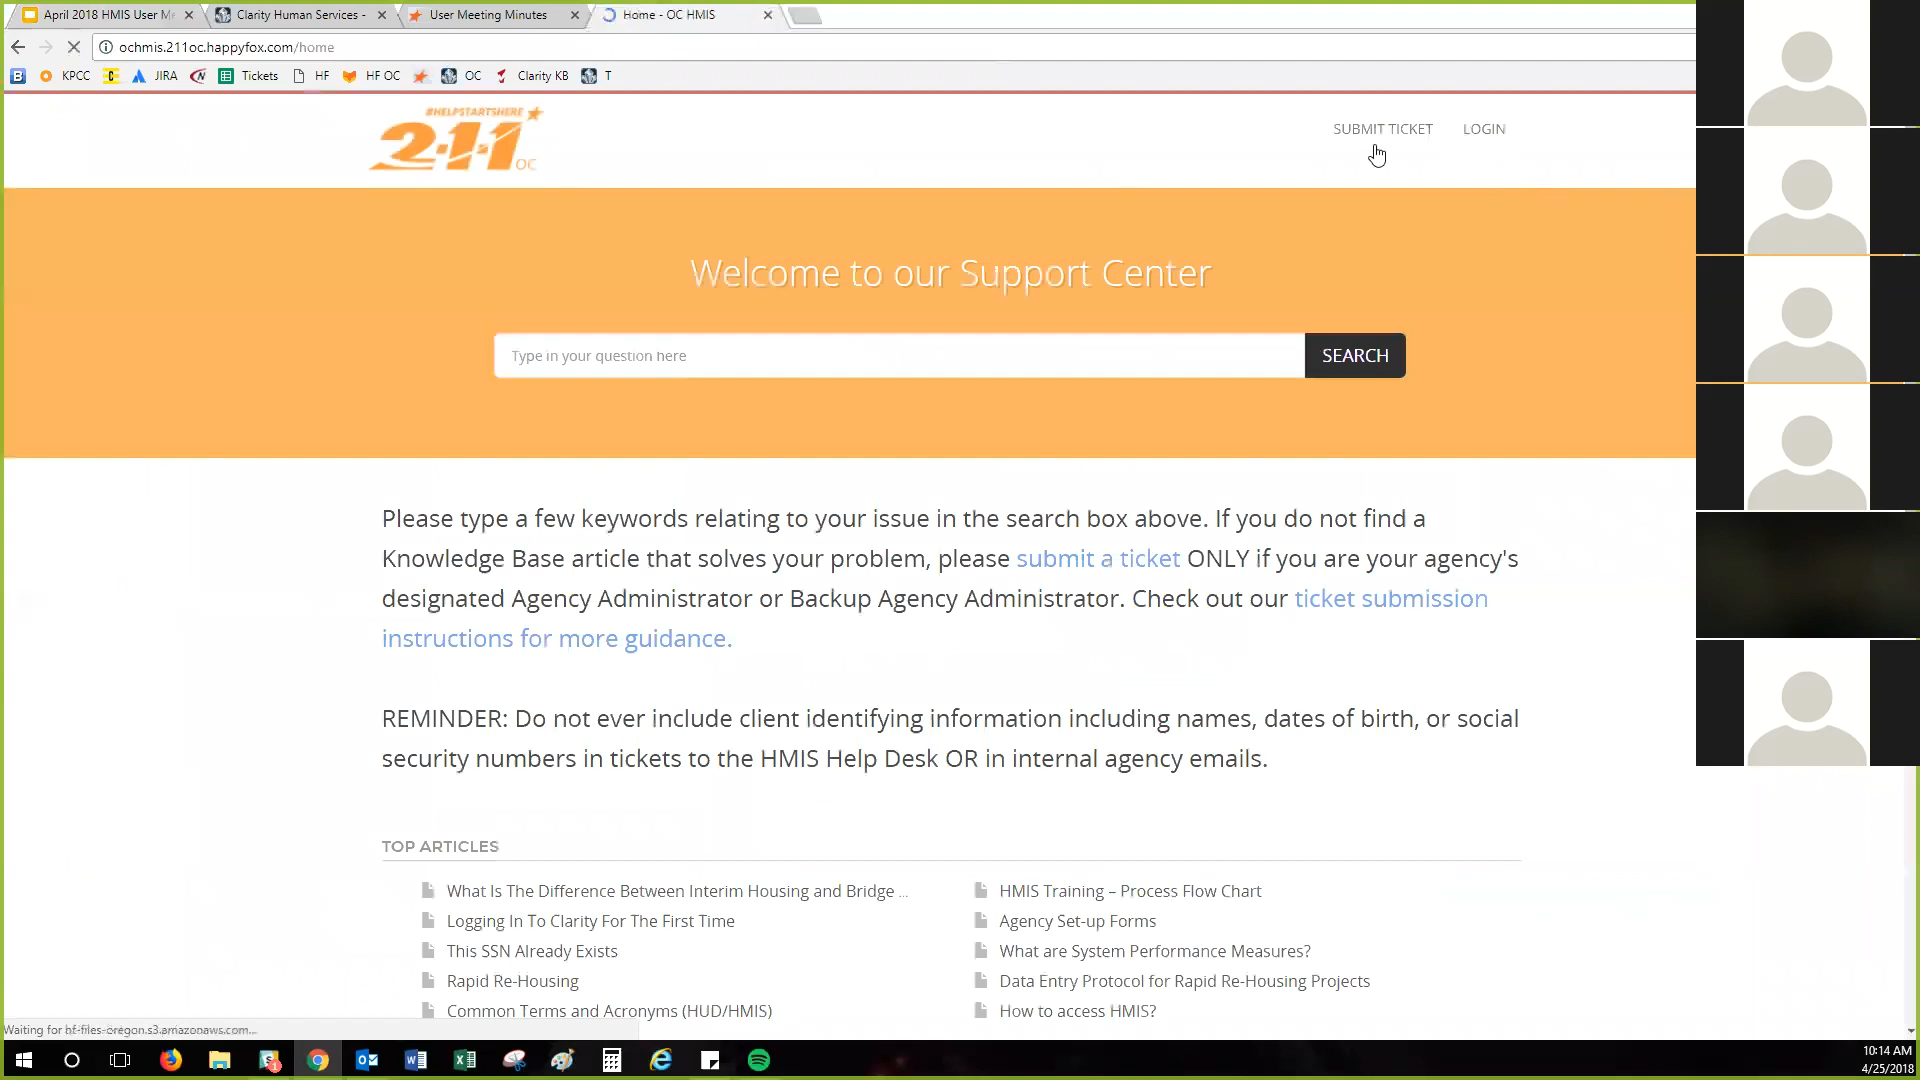 April 2018 HMIS User M
Clarity Human Services -
User Meeting Minutes
Home - OC HMIS
ochmis.211oc.happyfox.com/home
KPCC
JIRA
Tickets
HF
HF OC
OC
Clarity KB
T
#HELPSTARTSHERE
2-1-1 OC
SUBMIT TICKET
LOGIN
Welcome to our Support Center
Type in your question here
SEARCH
Please type a few keywords relating to your issue in the search box above. If you do not find a
Knowledge Base article that solves your problem, please submit a ticket ONLY if you are your agency's
designated Agency Administrator or Backup Agency Administrator. Check out our ticket submission
instructions for more guidance.
REMINDER: Do not ever include client identifying information including names, dates of birth, or social
security numbers in tickets to the HMIS Help Desk OR in internal agency emails.
TOP ARTICLES
What Is The Difference Between Interim Housing and Bridge ...
Logging In To Clarity For The First Time
This SSN Already Exists
Rapid Re-Housing
Common Terms and Acronyms (HUD/HMIS)
HMIS Training – Process Flow Chart
Agency Set-up Forms
What are System Performance Measures?
Data Entry Protocol for Rapid Re-Housing Projects
How to access HMIS?
Waiting for hf-files-oregon.s3.amazonaws.com...
10:14 AM
4/25/2018